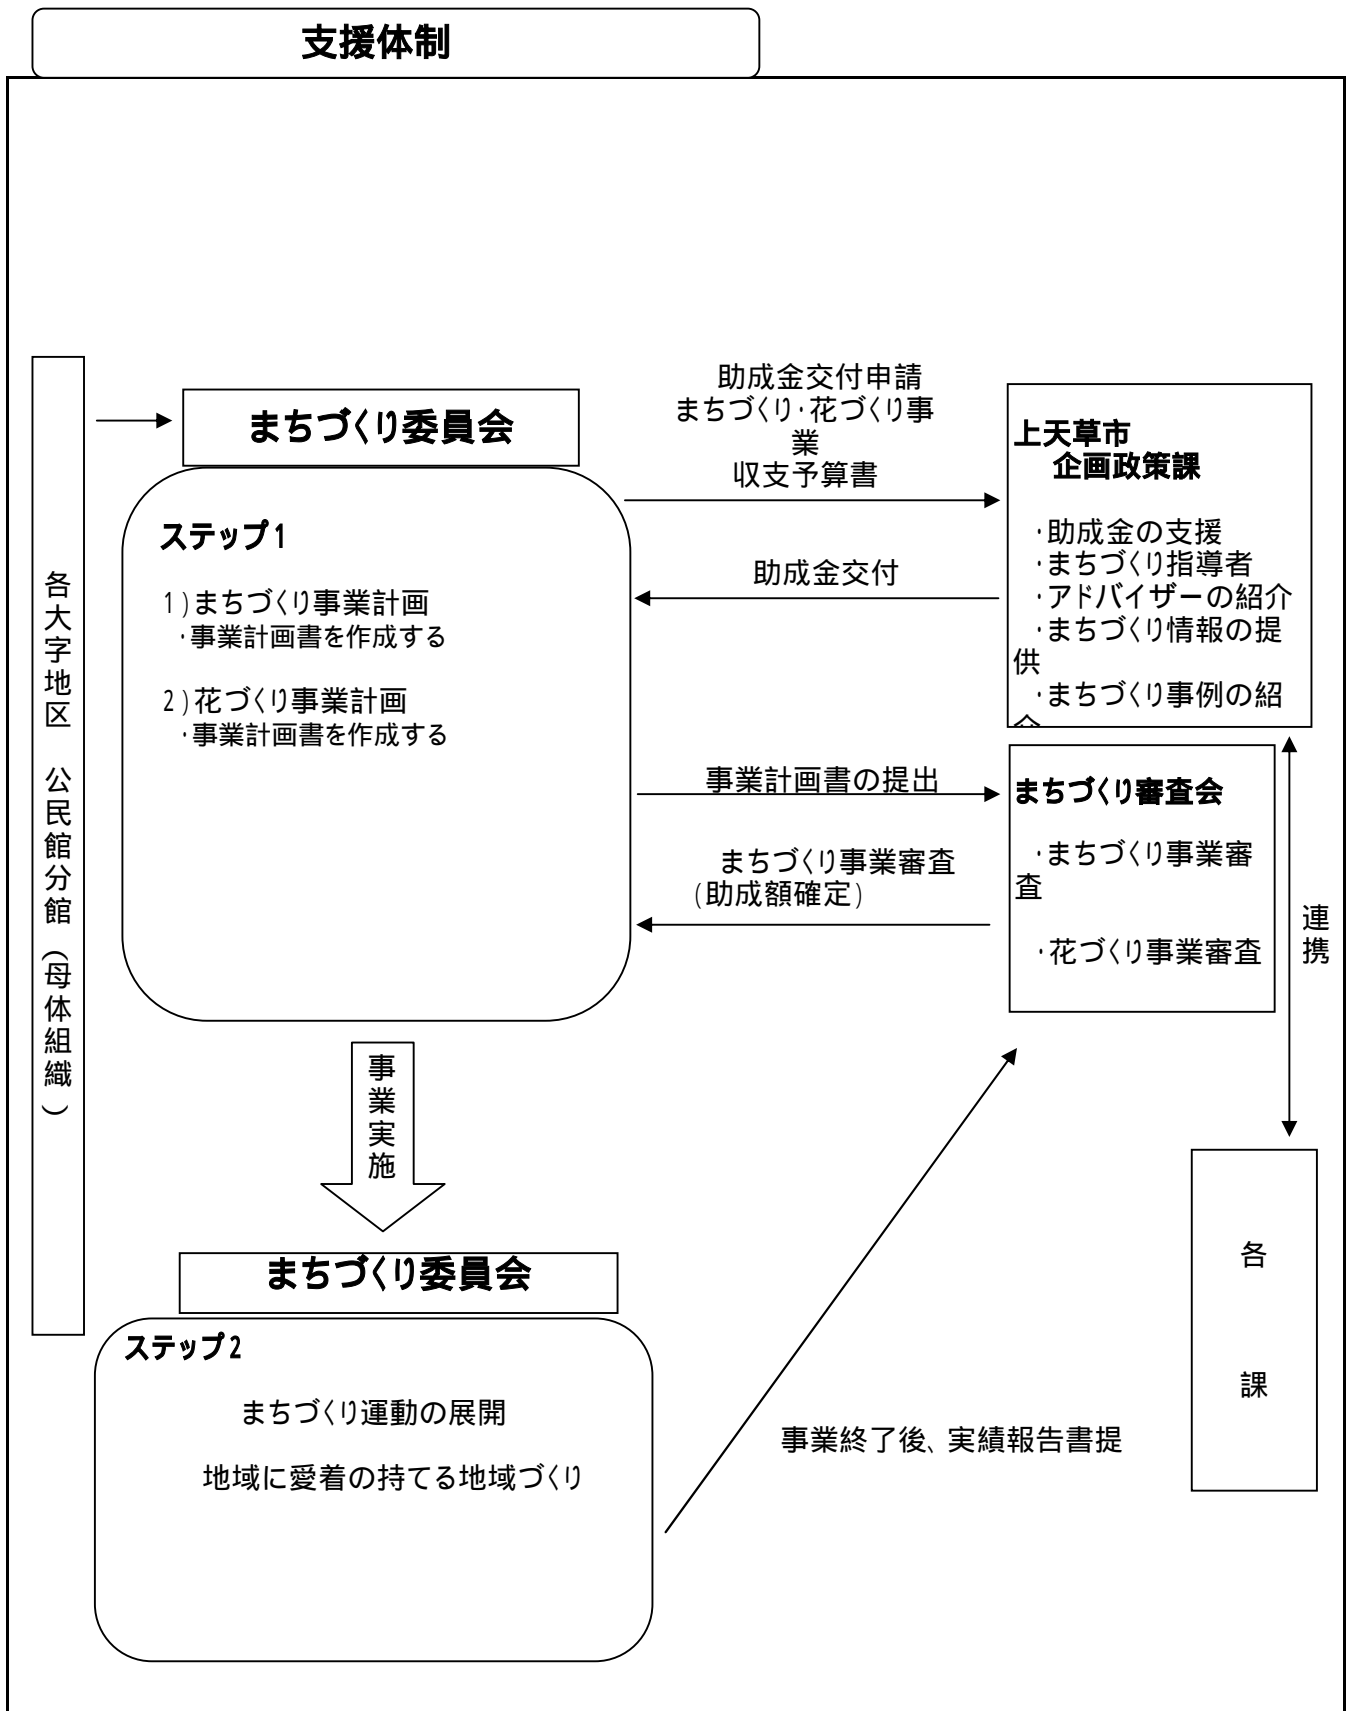 支援体制
各大字地区 公民館分館（母体組織）
まちづくり委員会
ステップ1
1)まちづくり事業計画
・事業計画書を作成する
2)花づくり事業計画
・事業計画書を作成する
助成金交付申請
まちづくり・花づくり事
業
収支予算書
助成金交付
上天草市
企画政策課
・助成金の支援
・まちづくり指導者
・アドバイザーの紹介
・まちづくり情報の提
供
・まちづくり事例の紹
事業計画書の提出
まちづくり事業審査
(助成額確定)
まちづくり審査会
・まちづくり事業審
査
・花づくり事業審査
連携
事業実施
まちづくり委員会
ステップ2
まちづくり運動の展開
地域に愛着の持てる地域づくり
事業終了後、実績報告書提
各
課